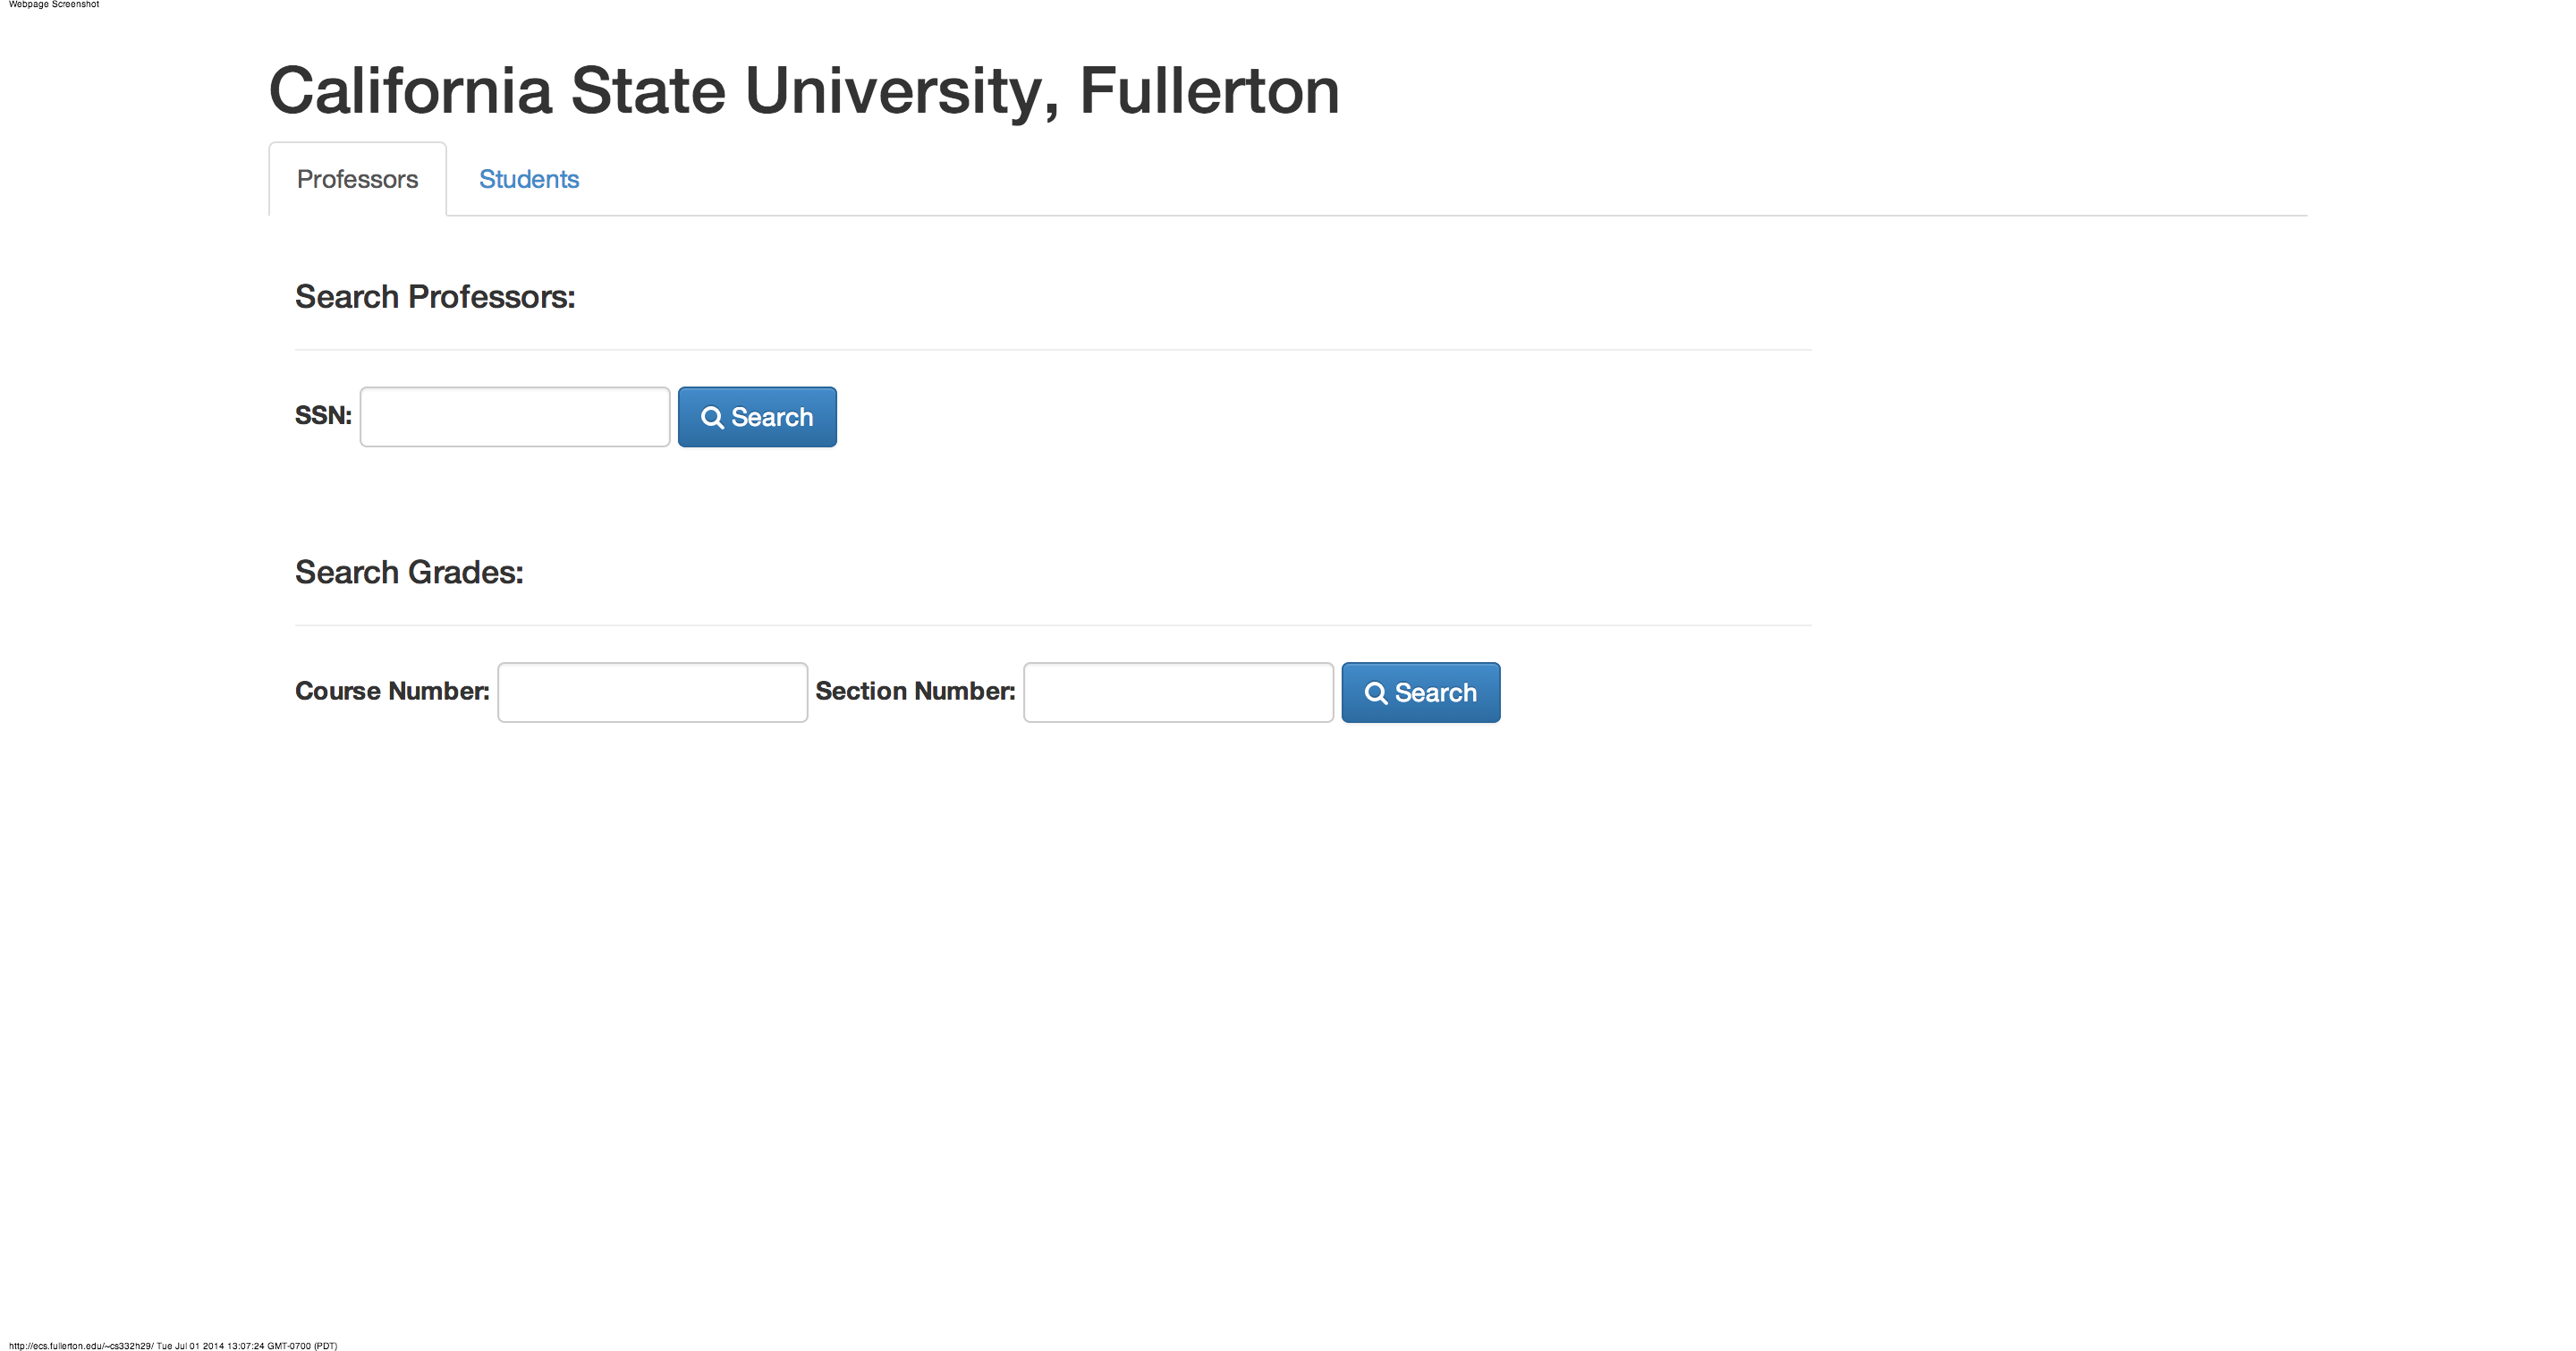 Webpage Screenshot
California State University, Fullerton
Professors Students
Search Professors:
SSN: Search
Search Grades:
Course Number: Section Number: Search
http://ecs.fullerton.edu/~cs332h29/ Tue Jul 01 2014 13:07:24 GMT-0700 (PDT)